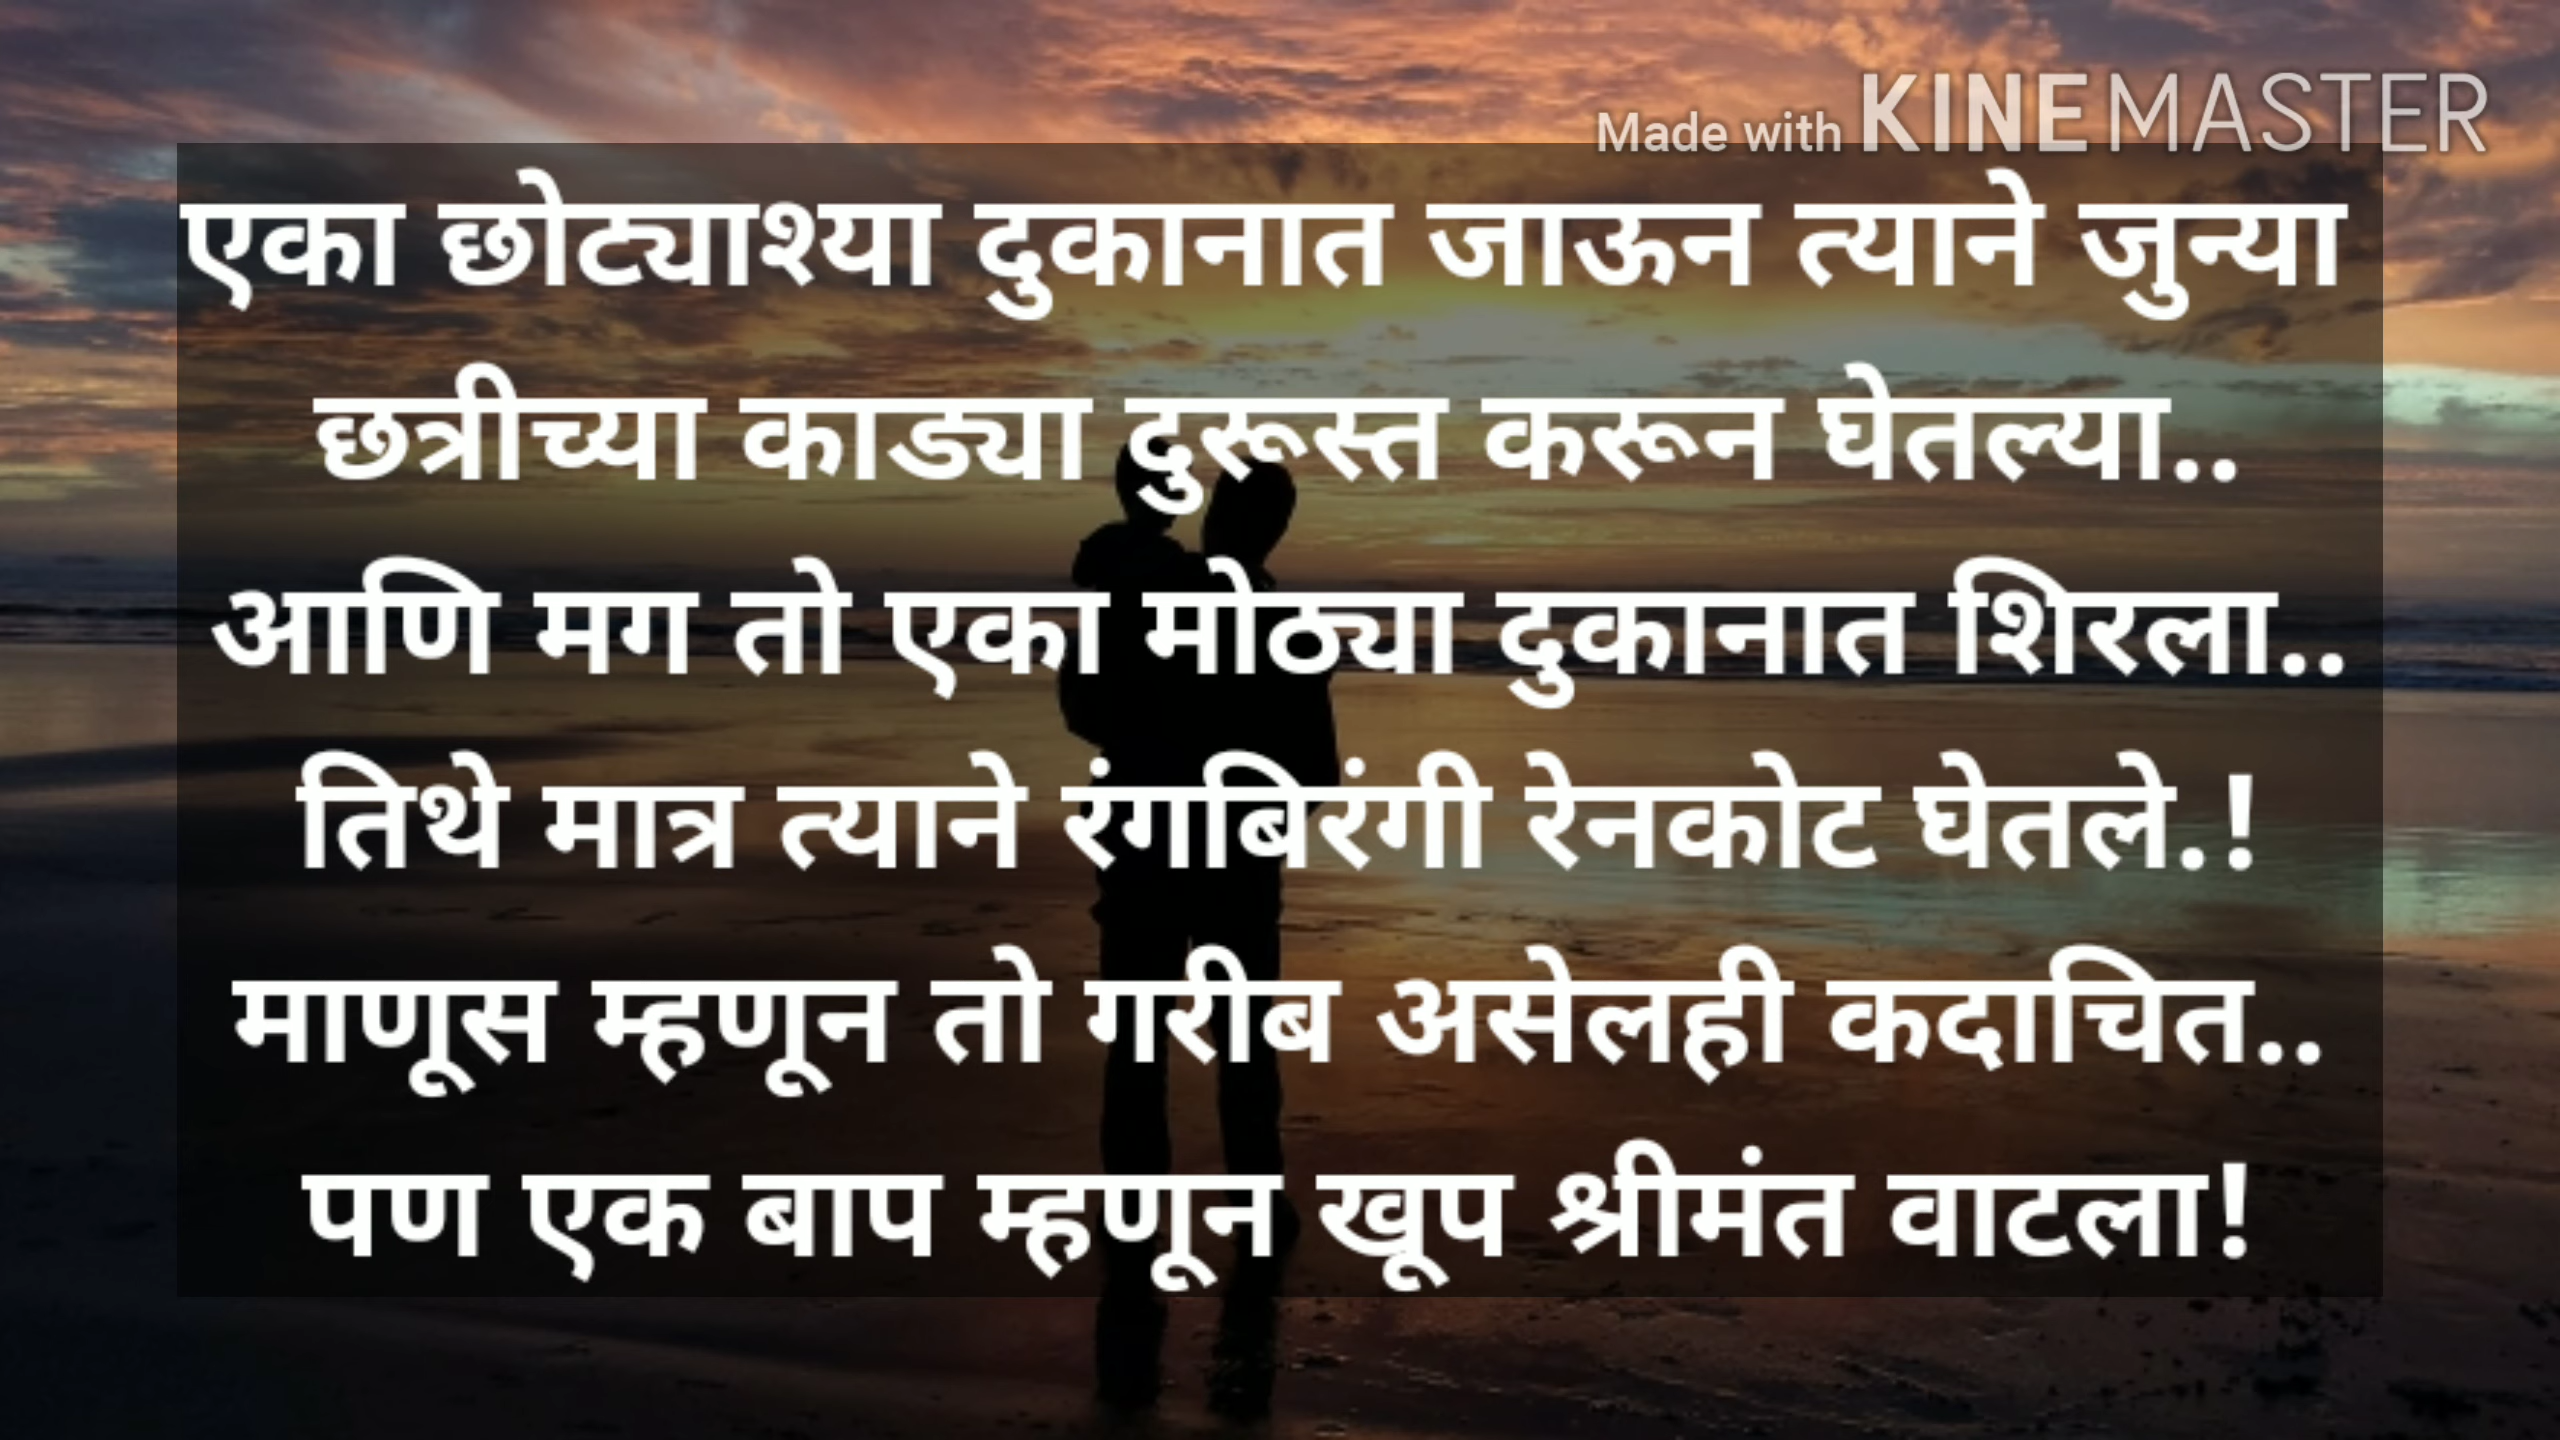 Made with KINEMASTER
एका छोट्याश्या दुकानात जाऊन त्याने जुन्या
छत्रीच्या काड्या दुरूस्त करून घेतल्या..
आणि मग तो एका मोठ्या दुकानात शिरला..
तिथे मात्र त्याने रंगबिरंगी रेनकोट घेतले.!
माणूस म्हणून तो गरीब असेलही कदाचित..
पण एक बाप म्हणून खूप श्रीमंत वाटला!